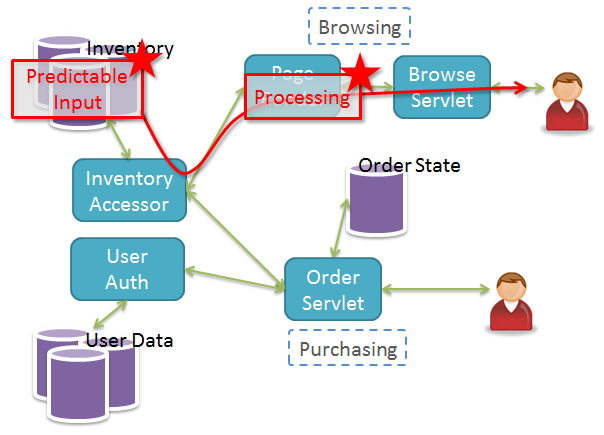 Browsing
Inventory
Predictable
Input
Page
Processing
Browse
Servlet
Order State
Inventory
Accessor
User
Auth
Order
Servlet
User Data
Purchasing